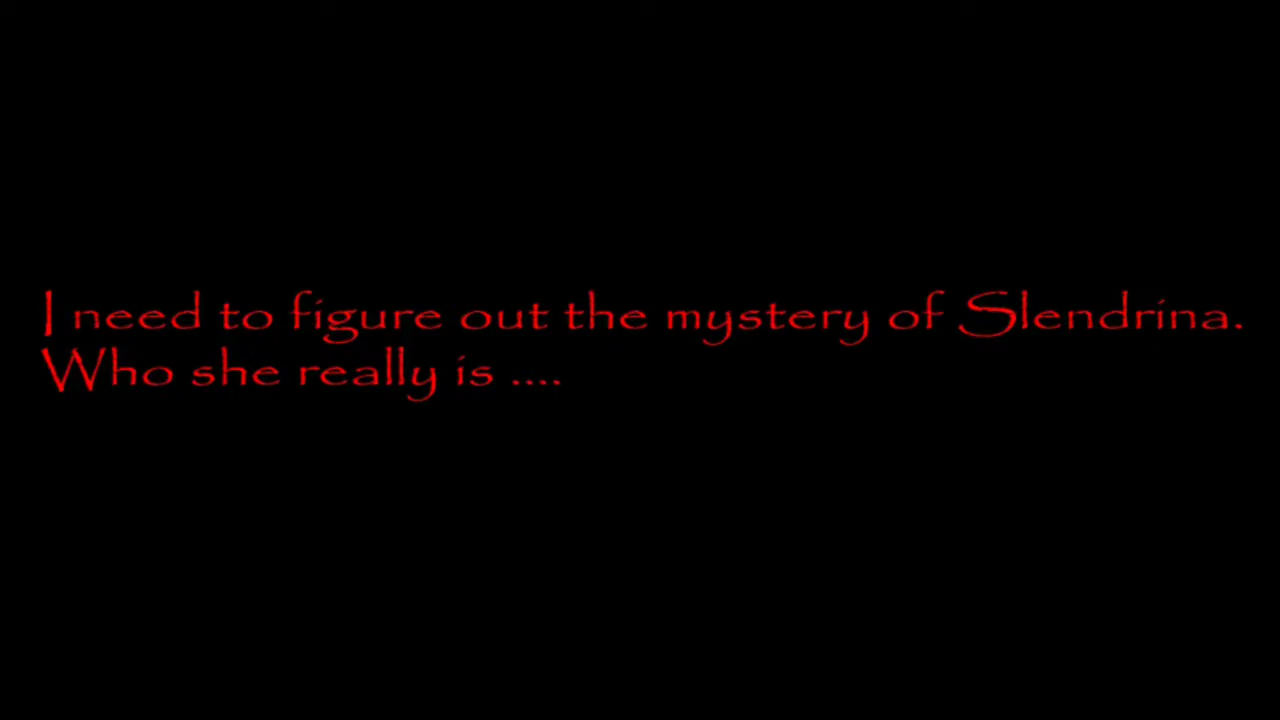 I need to figure out the mystery of Slendrina.
Who she really is ....